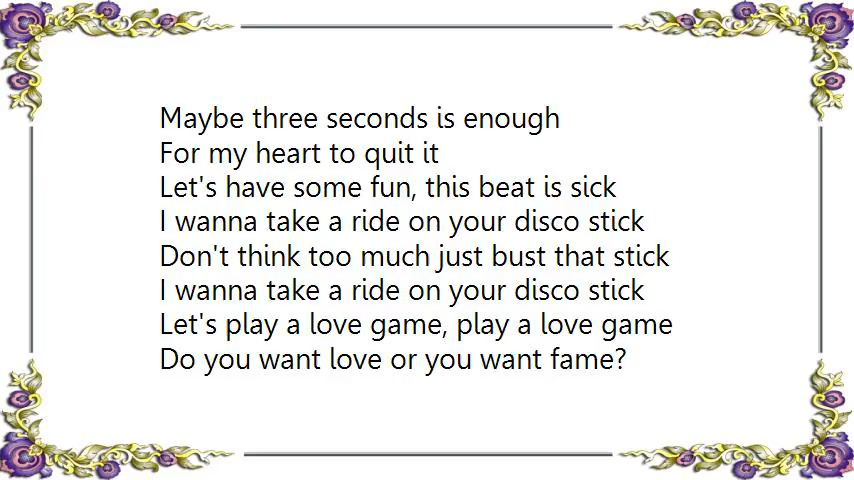 Maybe three seconds is enough
For my heart to quit it
Let's have some fun, this beat is sick
I wanna take a ride on your disco stick
Don't think too much just bust that stick
I wanna take a ride on your disco stick
Let's play a love game, play a love game
Do you want love or you want fame?